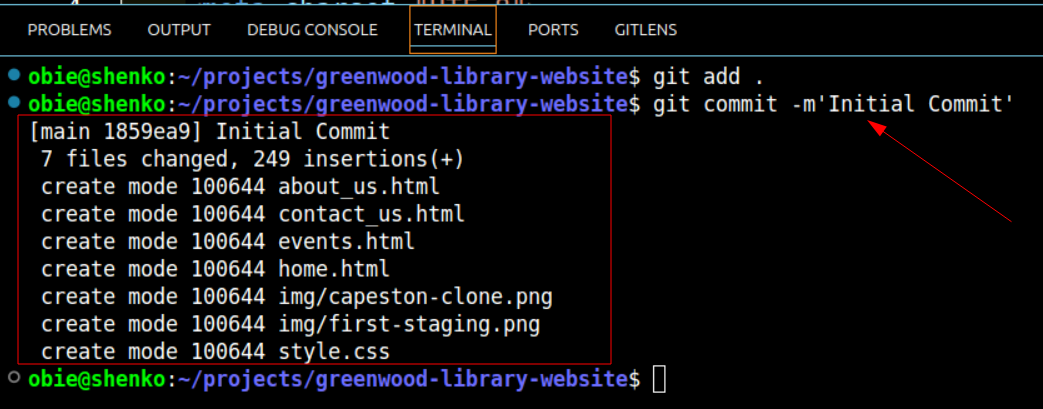 PROBLEMS OUTPUT DEBUG CONSOLE TERMINAL PORTS GITLENS
obie@shenko:~/projects/greenwood-library-website$ git add .
obie@shenko:~/projects/greenwood-library-website$ git commit -m'Initial Commit'
[main 1859ea9] Initial Commit
7 files changed, 249 insertions(+)
create mode 100644 about_us.html
create mode 100644 contact_us.html
create mode 100644 events.html
create mode 100644 home.html
create mode 100644 img/capeston-clone.png
create mode 100644 img/first-staging.png
create mode 100644 style.css
obie@shenko:~/projects/greenwood-library-website$